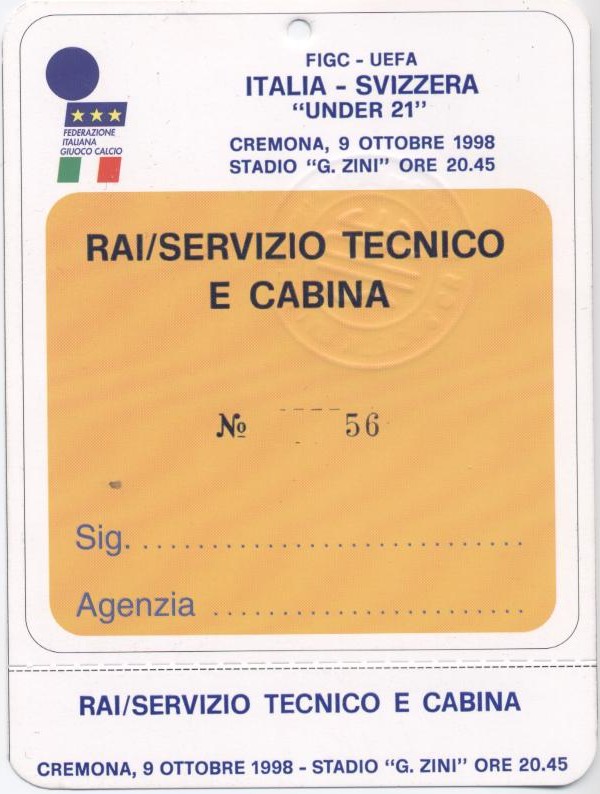 FIGC - UEFA
ITALIA - SVIZZERA
"UNDER 21"
CREMONA, 9 OTTOBRE 1998
STADIO "G. ZINI" ORE 20.45
FEDERAZIONE
ITALIANA
GIUOCO CALCIO
RAI/SERVIZIO TECNICO
E CABINA
№ 56
Sig. . . . . . . . . . . . . . . . . . . . . . . . . . . . . .
Agenzia . . . . . . . . . . . . . . . . . . . . . . . .
RAI/SERVIZIO TECNICO E CABINA
CREMONA, 9 OTTOBRE 1998 - STADIO "G. ZINI" ORE 20.45